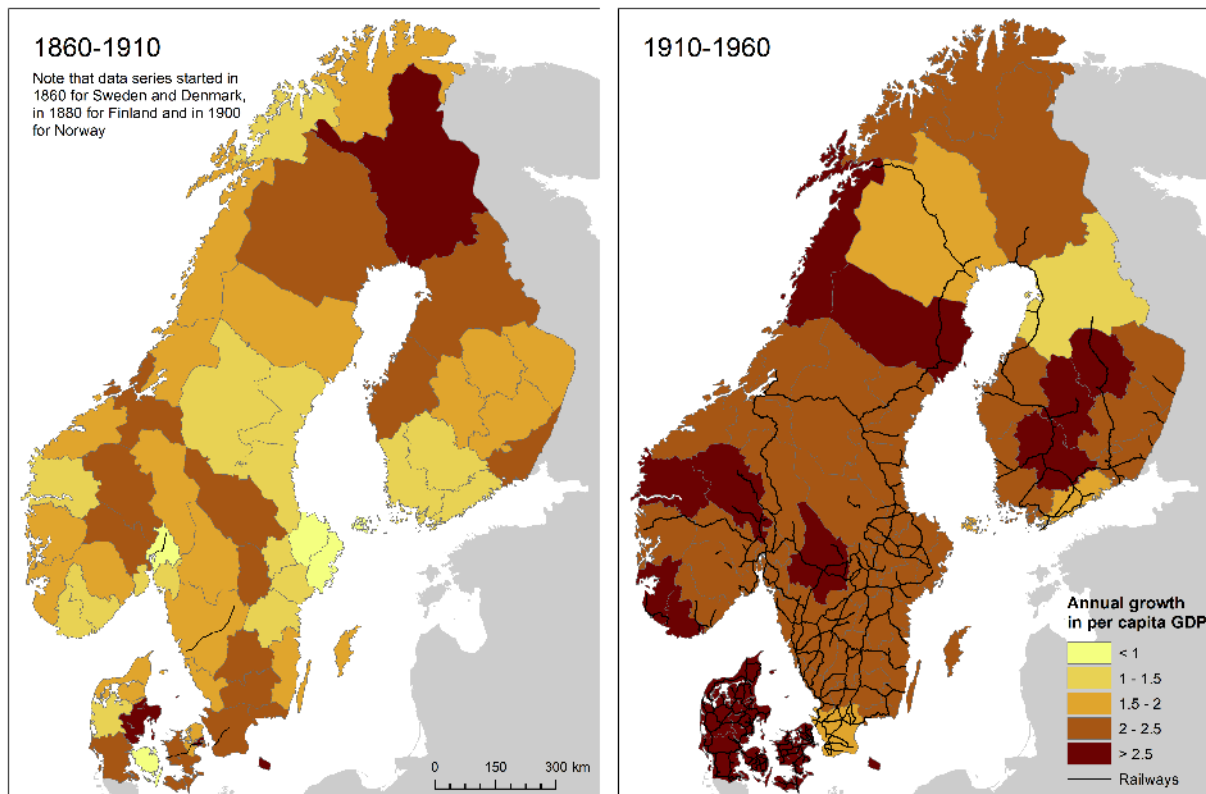 1860-1910
Note that data series started in
1860 for Sweden and Denmark,
in 1880 for Finland and in 1900
for Norway
0 150 300 km
1910-1960
Annual growth
in per capita GDP
< 1
1 - 1.5
1.5 - 2
2 - 2.5
> 2.5
Railways